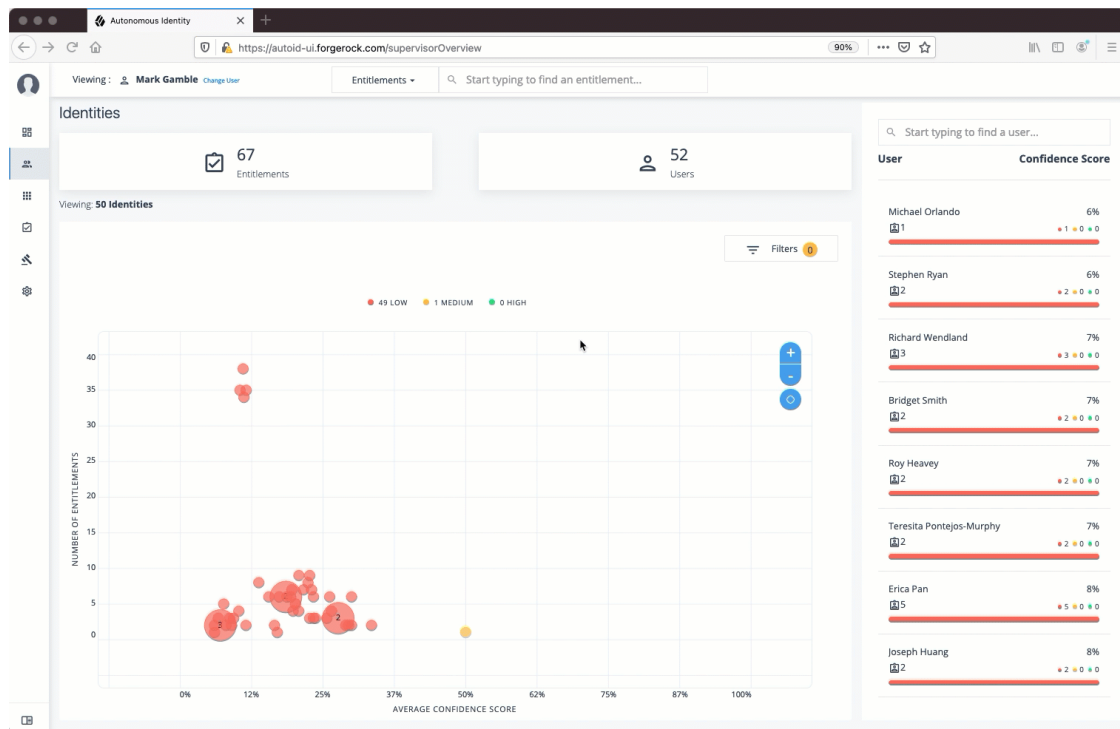 Autonomous Identity
https://autoid-ui.forgerock.com/supervisorOverview
90%
Viewing : Mark Gamble Change User
Entitlements
Start typing to find an entitlement...
Identities
67
Entitlements
52
Users
Viewing: 50 Identities
Filters 0
49 LOW 1 MEDIUM 0 HIGH
40
35
30
25
20
15
10
5
0
NUMBER OF ENTITLEMENTS
3
2
0% 12% 25% 37% 50% 62% 75% 87% 100%
AVERAGE CONFIDENCE SCORE
Start typing to find a user...
User Confidence Score
Michael Orlando 6%
1 1 0 0
Stephen Ryan 6%
2 2 0 0
Richard Wendland 7%
3 3 0 0
Bridget Smith 7%
2 2 0 0
Roy Heavey 7%
2 2 0 0
Teresita Pontejos-Murphy 7%
2 2 0 0
Erica Pan 8%
5 5 0 0
Joseph Huang 8%
2 2 0 0